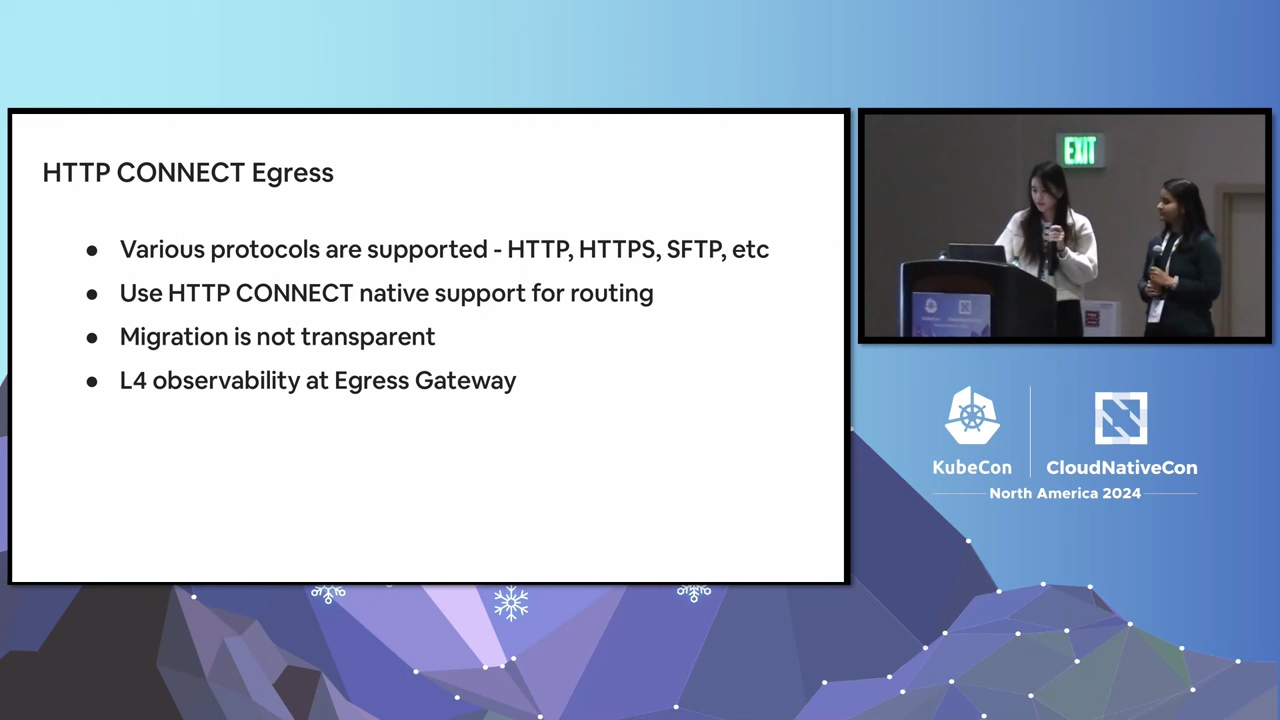 HTTP CONNECT Egress
● Various protocols are supported - HTTP, HTTPS, SFTP, etc
● Use HTTP CONNECT native support for routing
● Migration is not transparent
● L4 observability at Egress Gateway
EXIT
KubeCon
CloudNativeCon
North America 2024